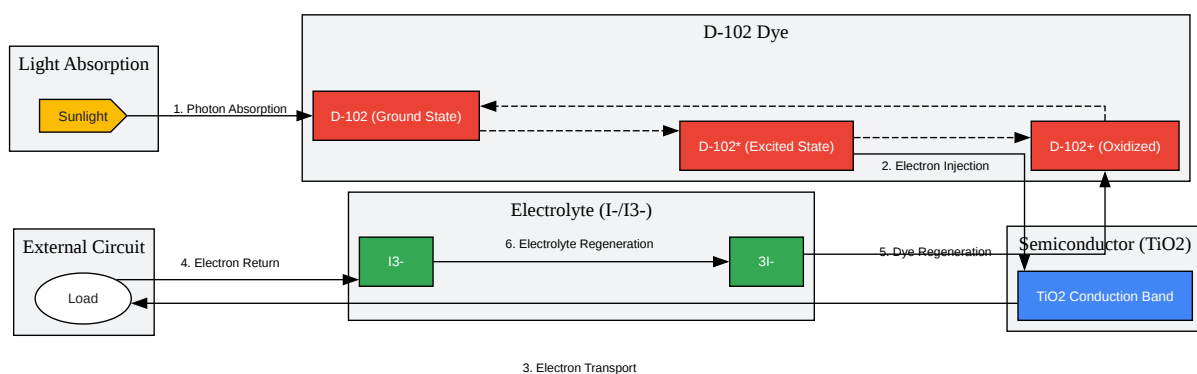 D-102 Dye
Light Absorption
Sunlight
1. Photon Absorption
D-102 (Ground State)
D-102* (Excited State)
D-102+ (Oxidized)
2. Electron Injection
Electrolyte (I-/I3-)
External Circuit
Semiconductor (TiO2)
6. Electrolyte Regeneration
5. Dye Regeneration
4. Electron Return
I3-
3I-
Load
TiO2 Conduction Band
3. Electron Transport